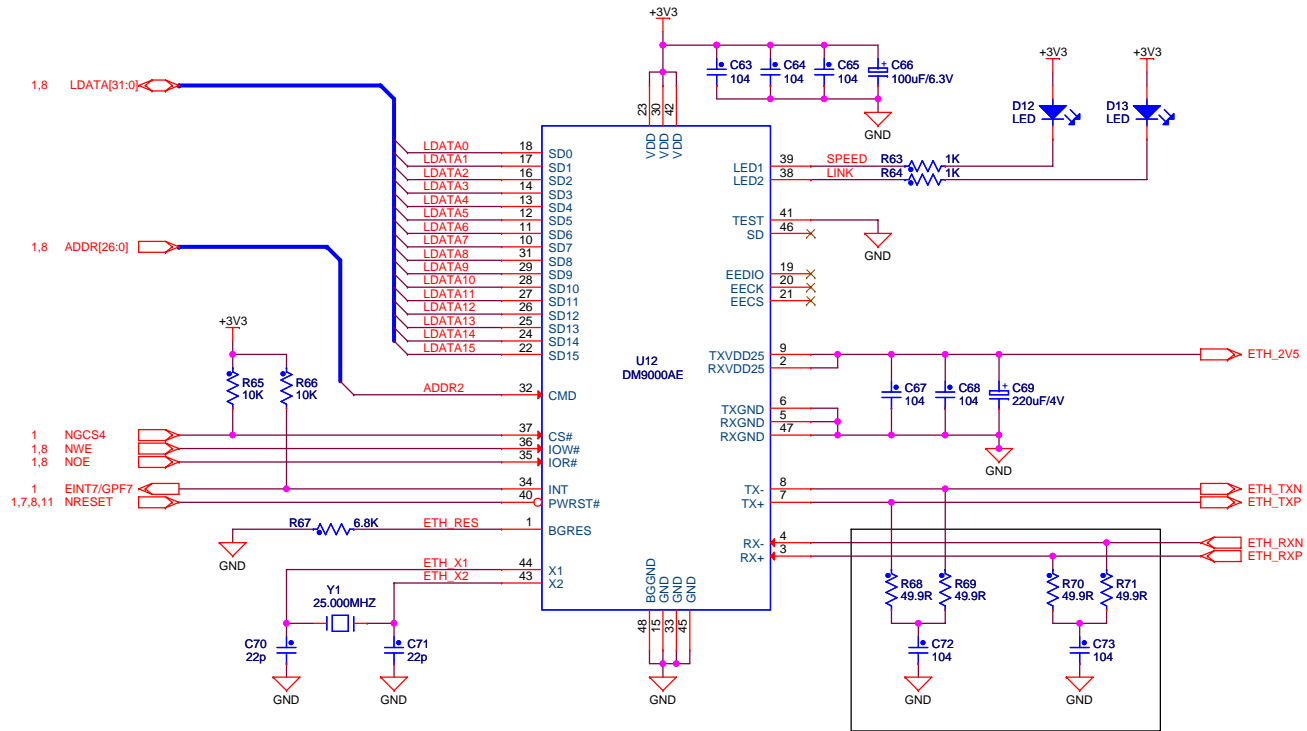 +3V3
1,8 LDATA[31:0]
C63
104
C64
104
C65
104
C66
100uF/6.3V
GND
+3V3
+3V3
D12
LED
D13
LED
23
30
42
VDD
VDD
VDD
LDATA0 18 SD0
LDATA1 17 SD1
LDATA2 16 SD2
LDATA3 14 SD3
LDATA4 13 SD4
LDATA5 12 SD5
LDATA6 11 SD6
LDATA7 10 SD7
LDATA8 31 SD8
LDATA9 29 SD9
LDATA10 28 SD10
LDATA11 27 SD11
LDATA12 26 SD12
LDATA13 25 SD13
LDATA14 24 SD14
LDATA15 22 SD15
LED1 39 SPEED R63 1K
LED2 38 LINK R64 1K
TEST 41
SD 46
GND
1,8 ADDR[26:0]
EEDIO 19
EECK 20
EECS 21
+3V3
R65
10K
R66
10K
U12
DM9000AE
TXVDD25 9 ETH_2V5
RXVDD25 2
C67
104
C68
104
C69
220uF/4V
ADDR2 32 CMD
TXGND 6
RXGND 5
RXGND 47
GND
1 NGCS4 37 CS#
1,8 NWE 36 IOW#
1,8 NOE 35 IOR#
1 EINT7/GPF7 34 INT
1,7,8,11 NRESET 40 PWRST#
TX- 8 ETH_TXN
TX+ 7 ETH_TXP
R67 6.8K ETH_RES 1 BGRES
GND
RX- 4 ETH_RXN
RX+ 3 ETH_RXP
ETH_X1 44 X1
ETH_X2 43 X2
Y1
25.000MHZ
C70
22p
C71
22p
GND
GND
BGGND
GND
GND
GND
48
15
33
45
GND
R68
49.9R
R69
49.9R
R70
49.9R
R71
49.9R
C72
104
C73
104
GND
GND